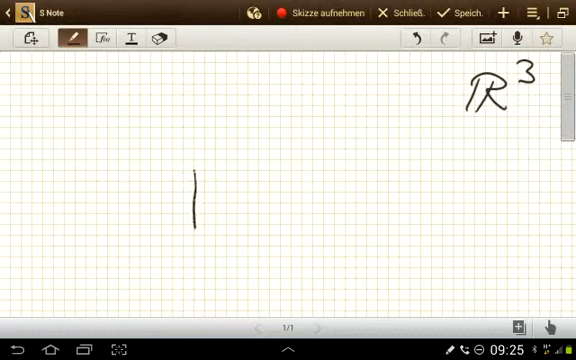 S Note
Skizze aufnehmen
Schließ.
Speich.
f(x)
T
ℝ³
1/1
09:25